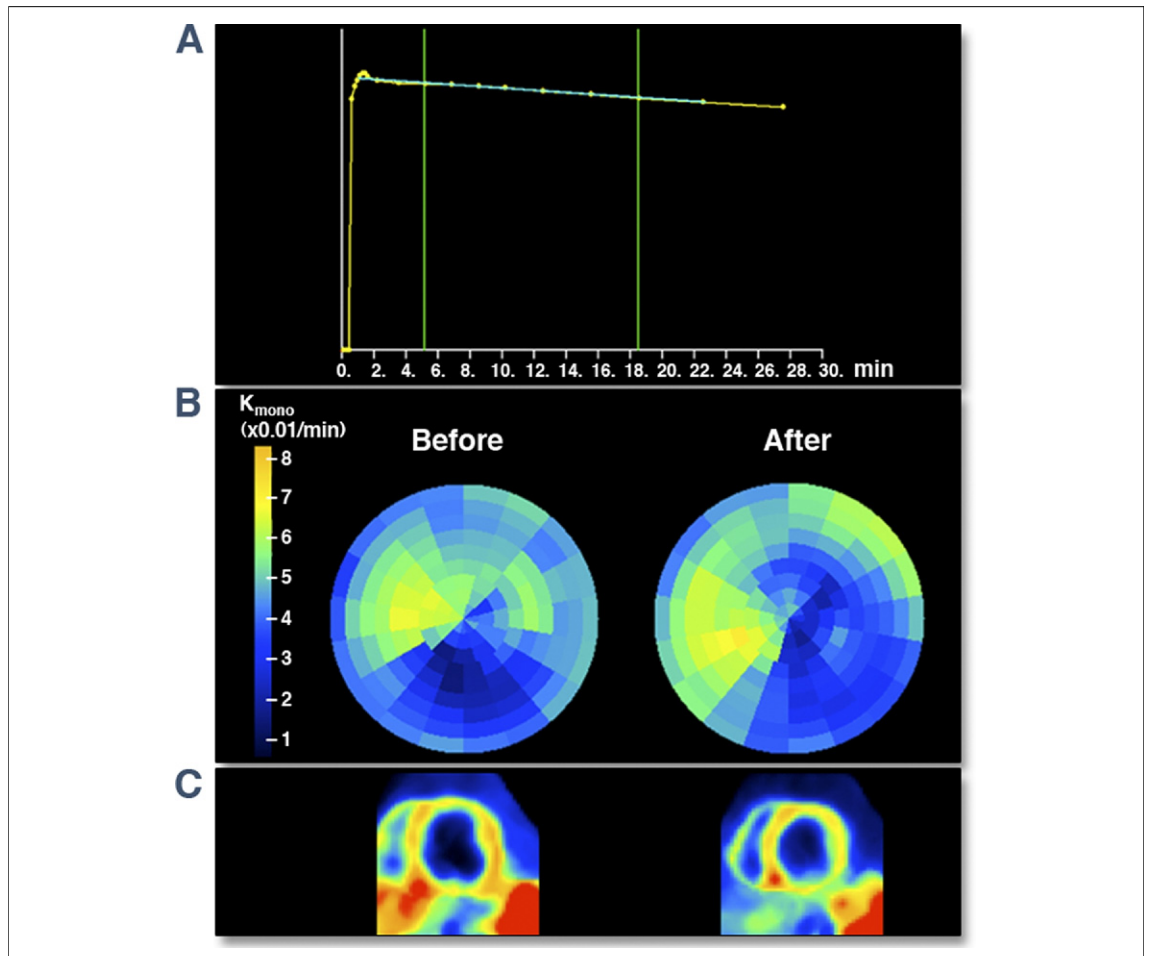 A
0. 2. 4. 6. 8. 10. 12. 14. 16. 18. 20. 22. 24. 26. 28. 30. min
B
Kmono
(x0.01/min)
Before
After
8
7
6
5
4
3
2
1
C